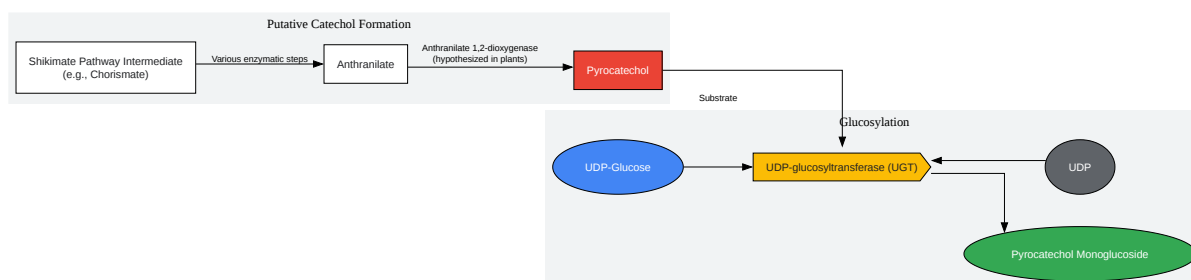 Putative Catechol Formation
Shikimate Pathway Intermediate
(e.g., Chorismate)
Various enzymatic steps
Anthranilate
Anthranilate 1,2-dioxygenase
(hypothesized in plants)
Pyrocatechol
Substrate
Glucosylation
UDP-Glucose
UDP-glucosyltransferase (UGT)
UDP
Pyrocatechol Monoglucoside